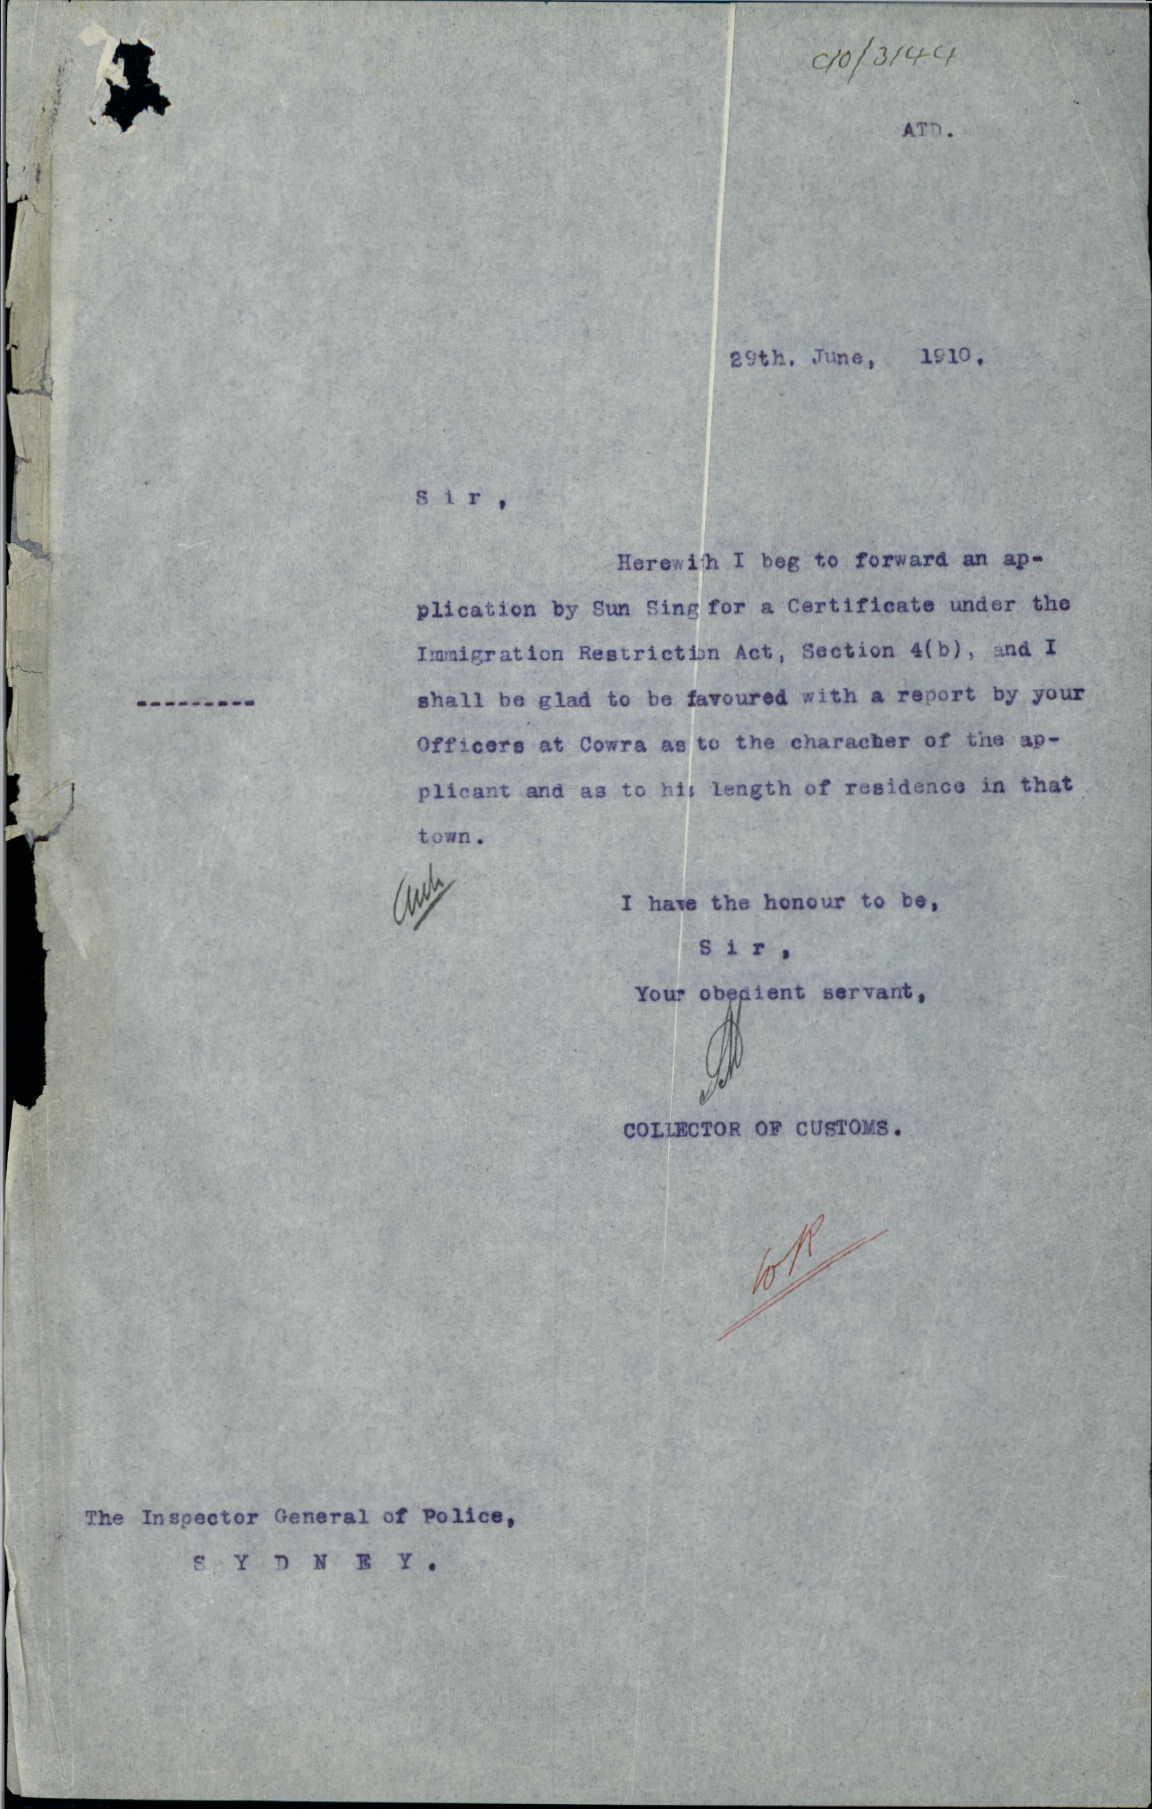 C10/3144
ATD.
29th. June, 1910.
S i r ,
Herewith I beg to forward an ap-
plication by Sun Sing for a Certificate under the
Immigration Restriction Act, Section 4(b), and I
shall be glad to be favoured with a report by your
---------
Officers at Cowra as to the characher of the ap-
plicant and as to his length of residence in that
town.
I have the honour to be,
S i r ,
Your obedient servant,
COLLECTOR OF CUSTOMS.
The Inspector General of Police,
S Y D N E Y .